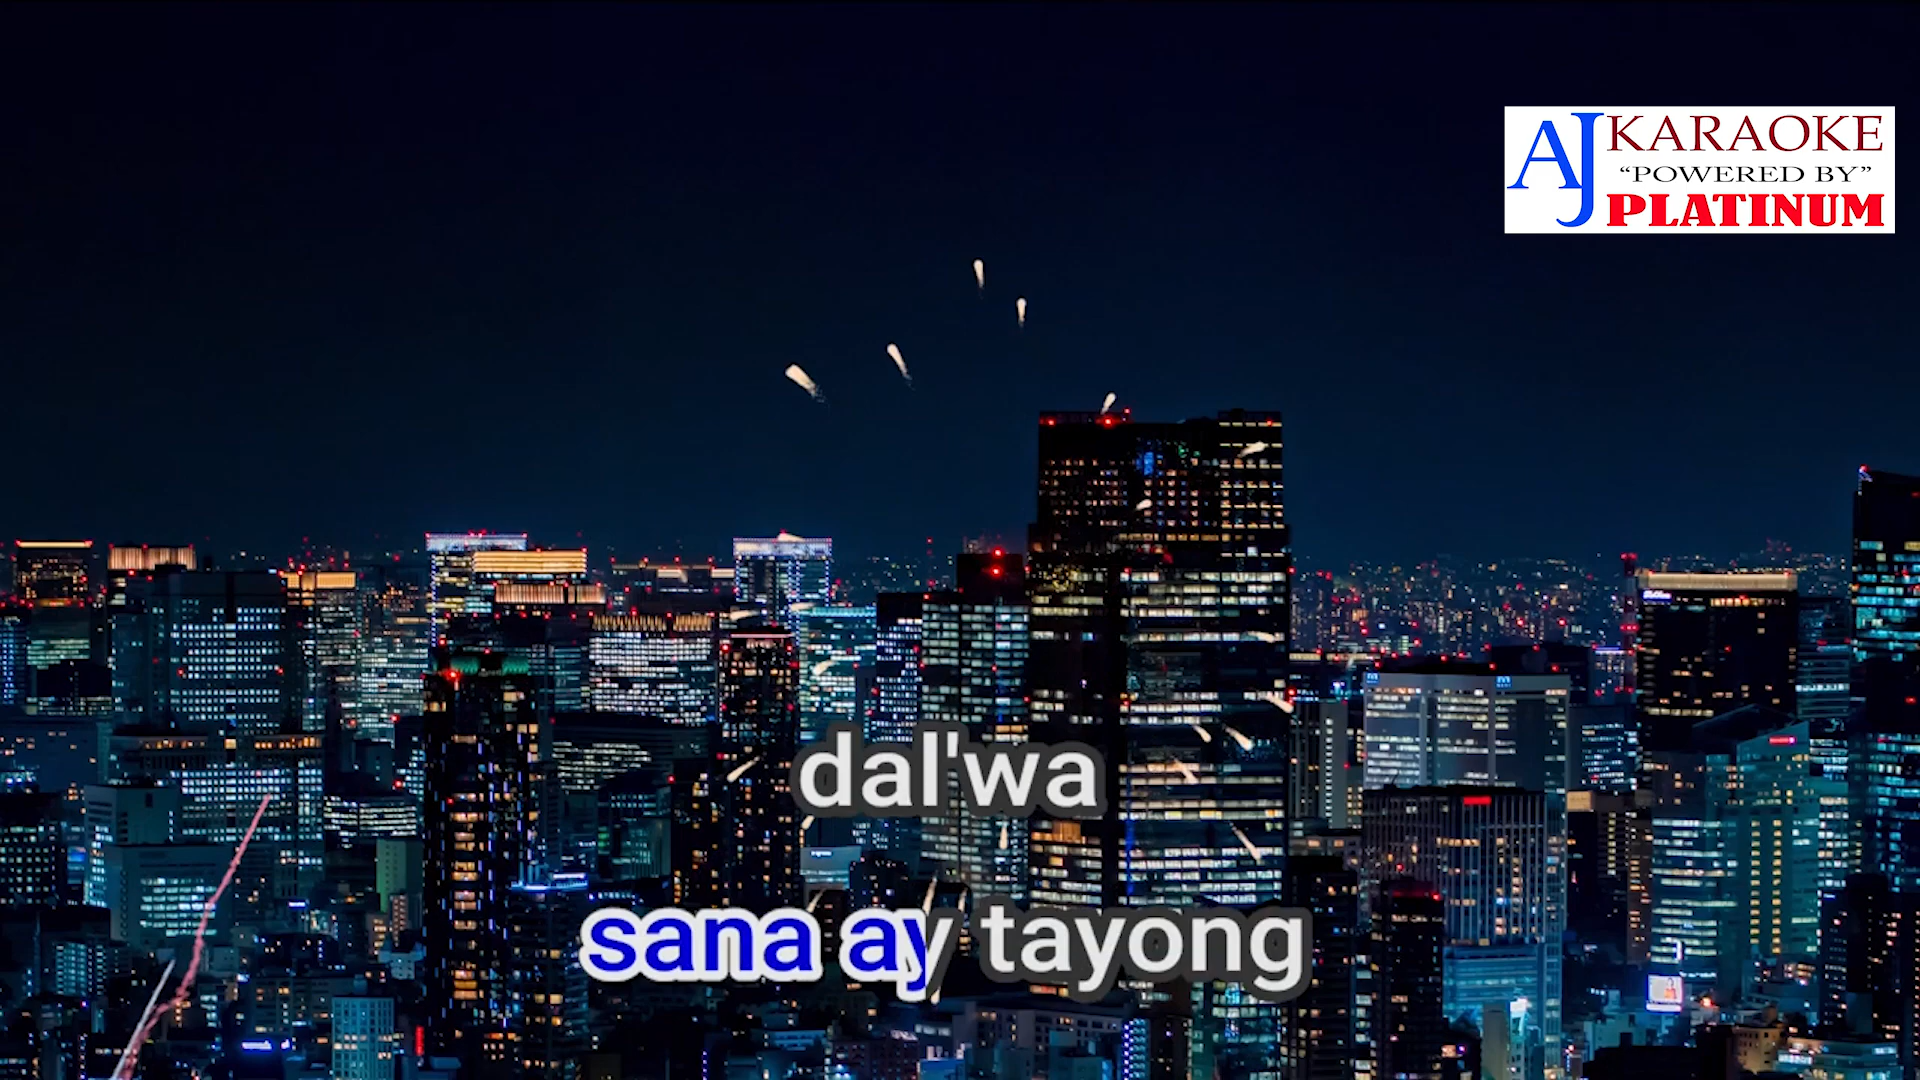 AJ KARAOKE
“POWERED BY”
PLATINUM
dal'wa
sana ay tayong